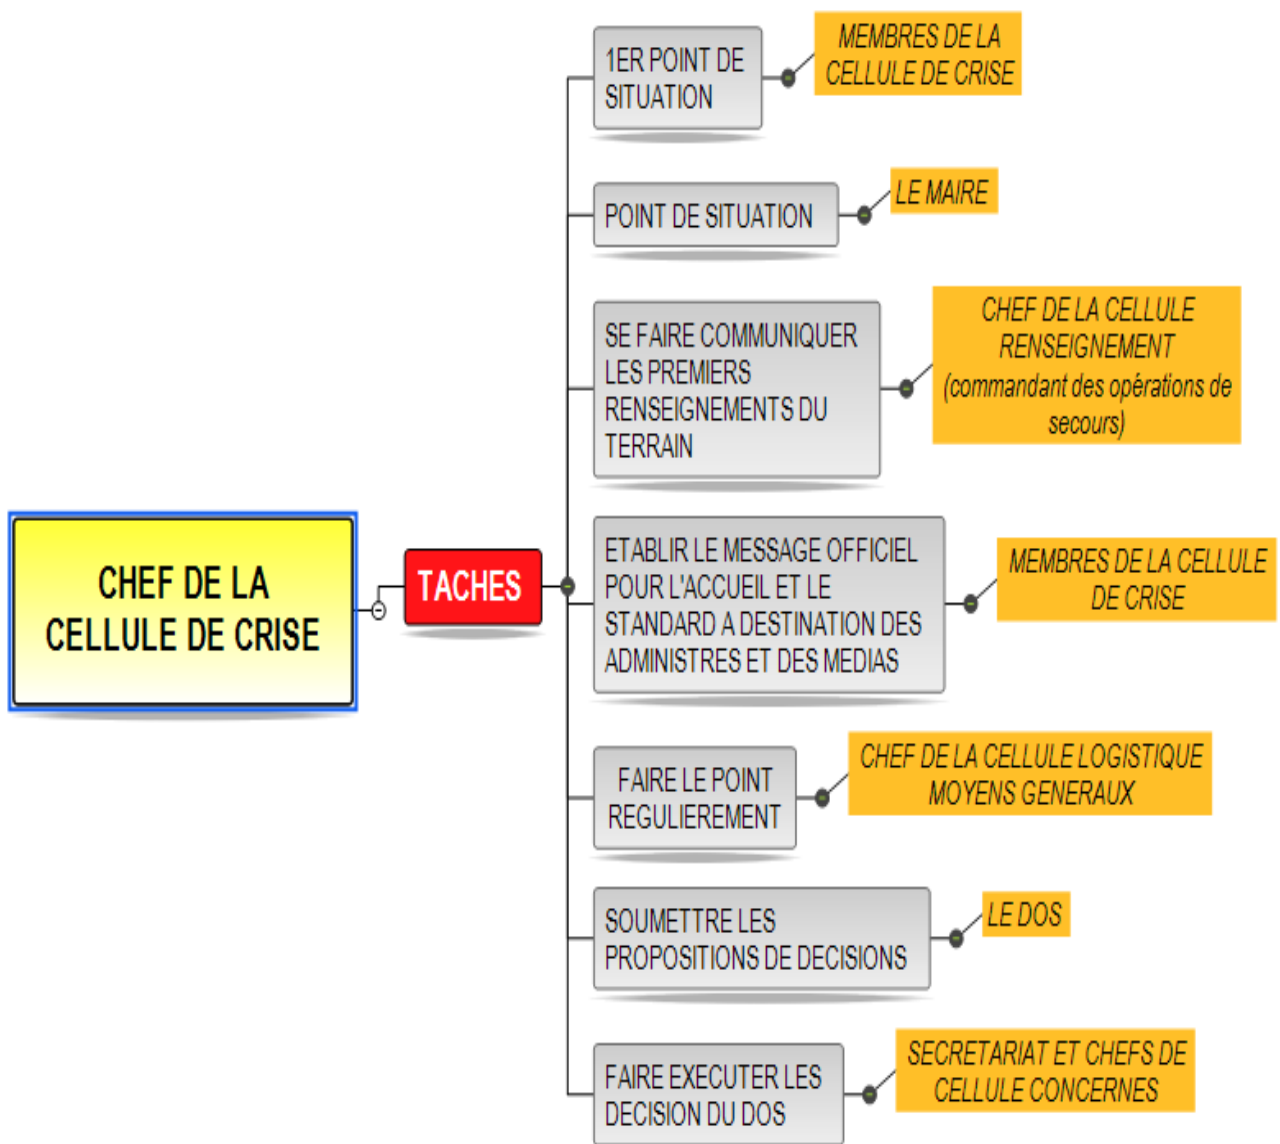 CHEF DE LA
CELLULE DE CRISE
TACHES
1ER POINT DE
SITUATION
MEMBRES DE LA
CELLULE DE CRISE
POINT DE SITUATION
LE MAIRE
SE FAIRE COMMUNIQUER
LES PREMIERS
RENSEIGNEMENTS DU
TERRAIN
CHEF DE LA CELLULE
RENSEIGNEMENT
(commandant des opérations de
secours)
ETABLIR LE MESSAGE OFFICIEL
POUR L'ACCUEIL ET LE
STANDARD A DESTINATION DES
ADMINISTRES ET DES MEDIAS
MEMBRES DE LA CELLULE
DE CRISE
FAIRE LE POINT
REGULIEREMENT
CHEF DE LA CELLULE LOGISTIQUE
MOYENS GENERAUX
SOUMETTRE LES
PROPOSITIONS DE DECISIONS
LE DOS
FAIRE EXECUTER LES
DECISION DU DOS
SECRETARIAT ET CHEFS DE
CELLULE CONCERNES